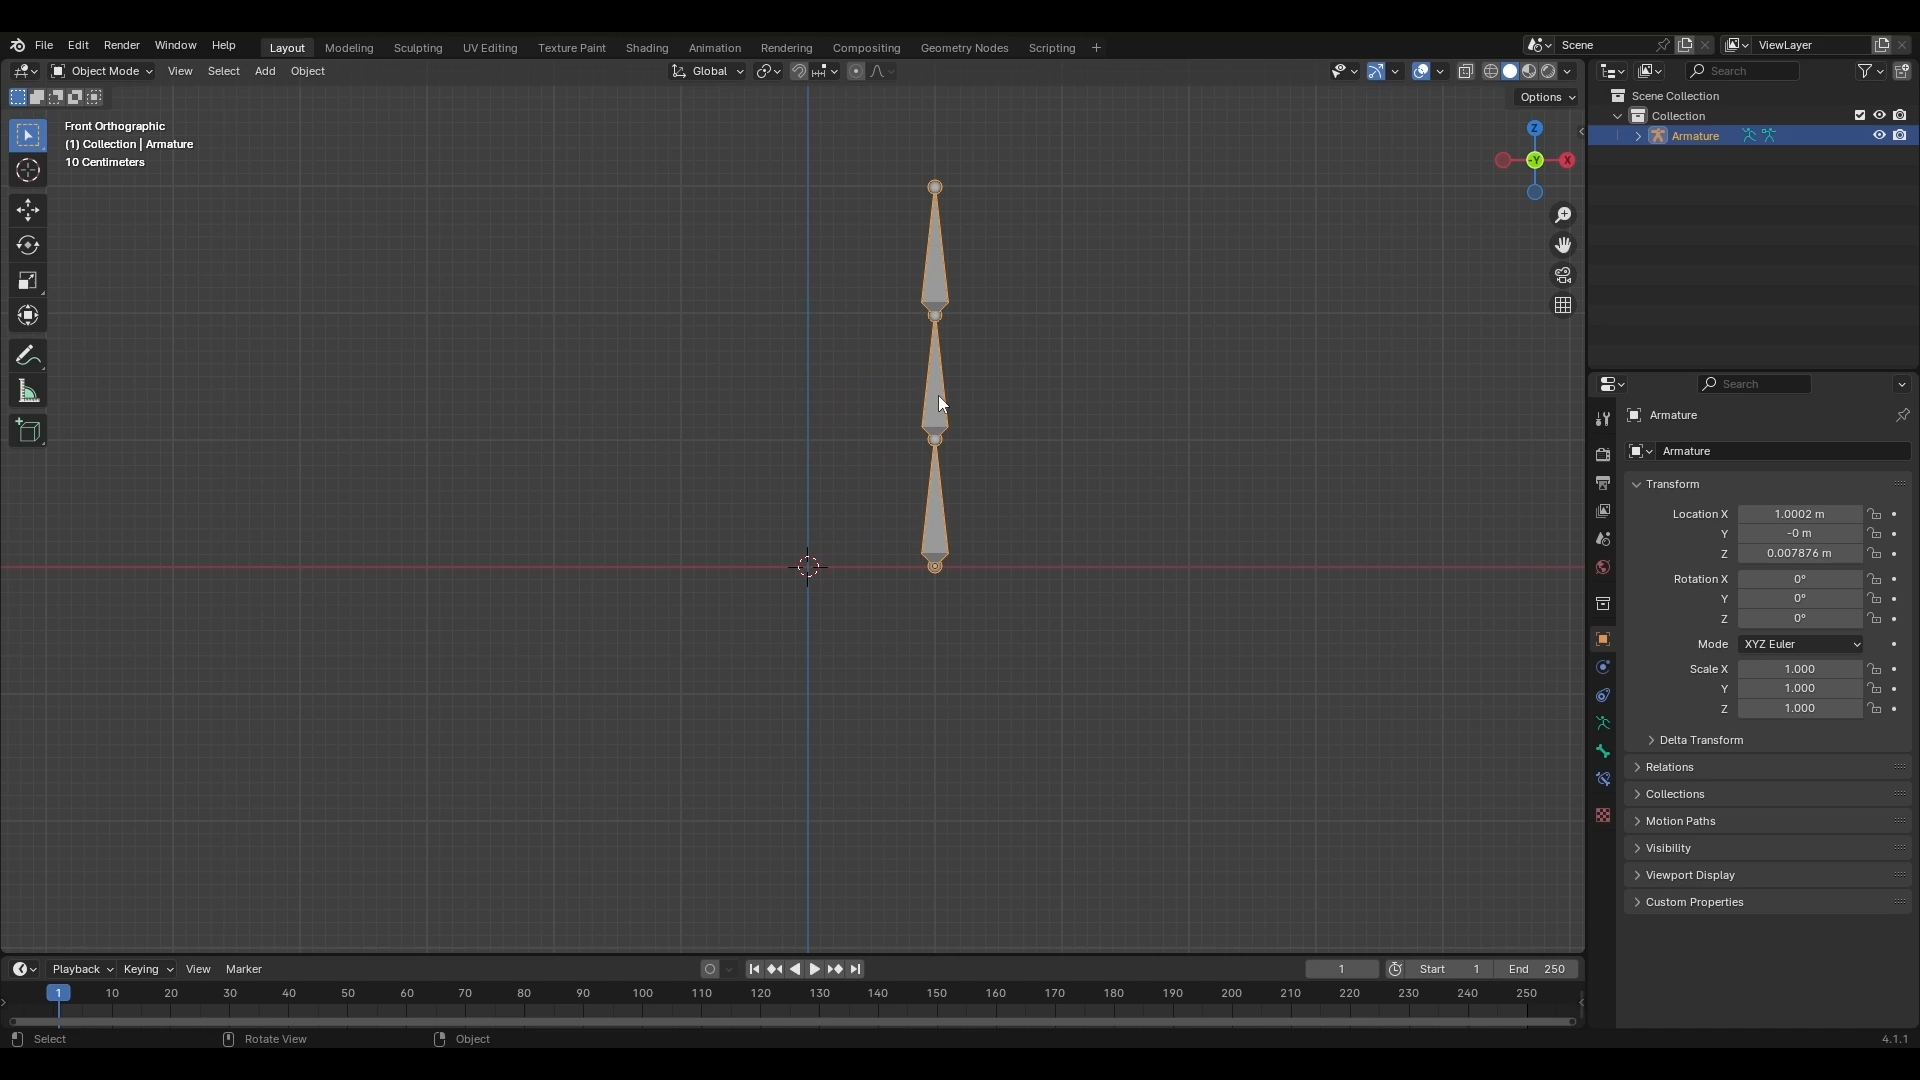 File Edit Render Window Help Layout Modeling Sculpting UV Editing Texture Paint Shading Animation Rendering Compositing Geometry Nodes Scripting + Scene ViewLayer
Object Mode View Select Add Object Global Search
Options
Front Orthographic
(1) Collection | Armature
10 Centimeters
Z
-Y
X
Scene Collection
Collection
Armature
Search
Armature
Armature
Transform
Location X 1.0002 m
Y -0 m
Z 0.007876 m
Rotation X 0°
Y 0°
Z 0°
Mode XYZ Euler
Scale X 1.000
Y 1.000
Z 1.000
Delta Transform
Relations
Collections
Motion Paths
Visibility
Viewport Display
Custom Properties
Playback Keying View Marker 1 Start 1 End 250
1 10 20 30 40 50 60 70 80 90 100 110 120 130 140 150 160 170 180 190 200 210 220 230 240 250
Select Rotate View Object 4.1.1